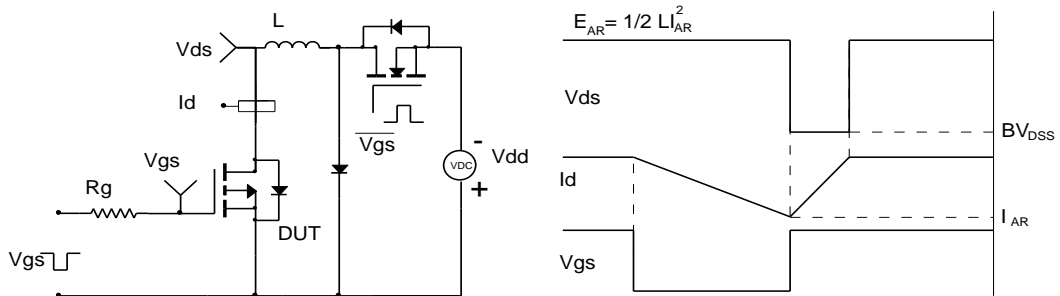 L
Vds
Id
Vgs
Vgs
Rg
DUT
Vgs
VDC
-
+
Vdd
E_AR = 1/2 LI_AR^2
Vds
BV_DSS
Id
I_AR
Vgs